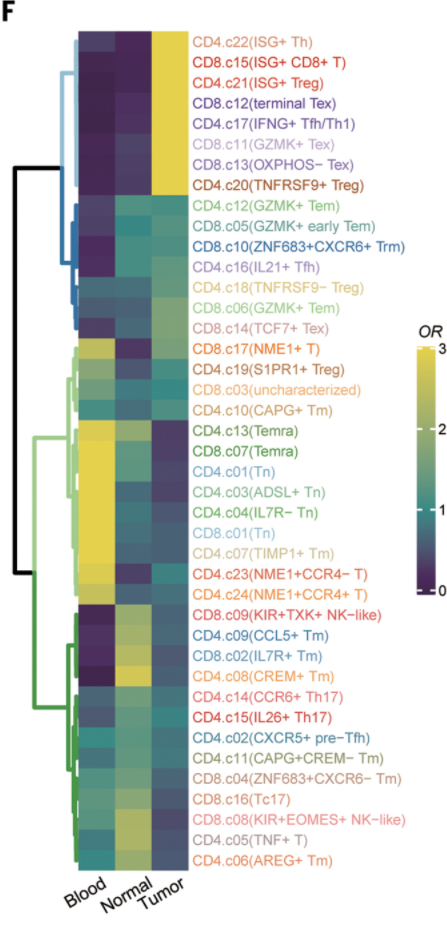 F
CD4.c22(ISG+ Th)
CD8.c15(ISG+ CD8+ T)
CD4.c21(ISG+ Treg)
CD8.c12(terminal Tex)
CD4.c17(IFNG+ Tfh/Th1)
CD8.c11(GZMK+ Tex)
CD8.c13(OXPHOS− Tex)
CD4.c20(TNFRSF9+ Treg)
CD4.c12(GZMK+ Tem)
CD8.c05(GZMK+ early Tem)
CD8.c10(ZNF683+CXCR6+ Trm)
CD4.c16(IL21+ Tfh)
CD4.c18(TNFRSF9− Treg)
CD8.c06(GZMK+ Tem)
CD8.c14(TCF7+ Tex)
CD8.c17(NME1+ T)
CD4.c19(S1PR1+ Treg)
CD8.c03(uncharacterized)
CD4.c10(CAPG+ Tm)
CD4.c13(Temra)
CD8.c07(Temra)
CD4.c01(Tn)
CD4.c03(ADSL+ Tn)
CD4.c04(IL7R− Tn)
CD8.c01(Tn)
CD4.c07(TIMP1+ Tm)
CD4.c23(NME1+CCR4− T)
CD4.c24(NME1+CCR4+ T)
CD8.c09(KIR+TXK+ NK−like)
CD4.c09(CCL5+ Tm)
CD8.c02(IL7R+ Tm)
CD4.c08(CREM+ Tm)
CD4.c14(CCR6+ Th17)
CD4.c15(IL26+ Th17)
CD4.c02(CXCR5+ pre−Tfh)
CD4.c11(CAPG+CREM− Tm)
CD8.c04(ZNF683+CXCR6− Tm)
CD8.c16(Tc17)
CD8.c08(KIR+EOMES+ NK−like)
CD4.c05(TNF+ T)
CD4.c06(AREG+ Tm)
Blood
Normal
Tumor
OR
3
2
1
0